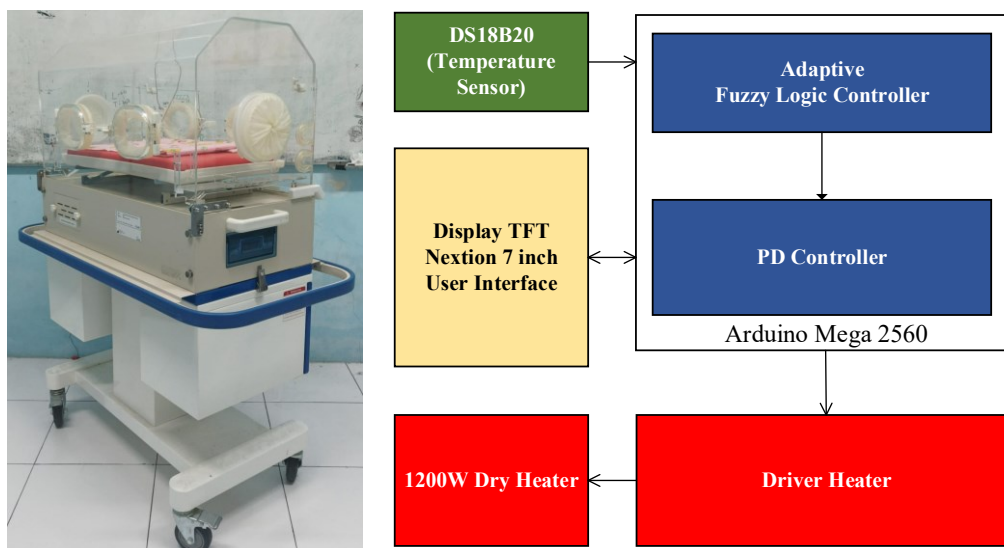 DS18B20
(Temperature
Sensor)
Adaptive
Fuzzy Logic Controller
Display TFT
Nextion 7 inch
User Interface
PD Controller
Arduino Mega 2560
1200W Dry Heater
Driver Heater